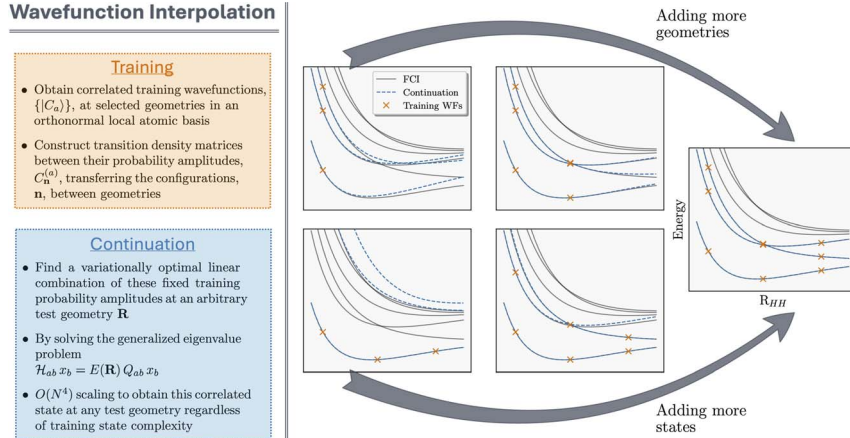 Wavefunction Interpolation
Training
• Obtain correlated training wavefunctions,
{|C_a⟩}, at selected geometries in an
orthonormal local atomic basis
• Construct transition density matrices
between their probability amplitudes,
C_n^(a), transferring the configurations,
n, between geometries
Continuation
• Find a variationally optimal linear
combination of these fixed training
probability amplitudes at an arbitrary
test geometry R
• By solving the generalized eigenvalue
problem
ℋ_ab x_b = E(R) Q_ab x_b
• O(N⁴) scaling to obtain this correlated
state at any test geometry regardless
of training state complexity
Adding more
geometries
FCI
Continuation
Training WFs
Energy
R_HH
Adding more
states